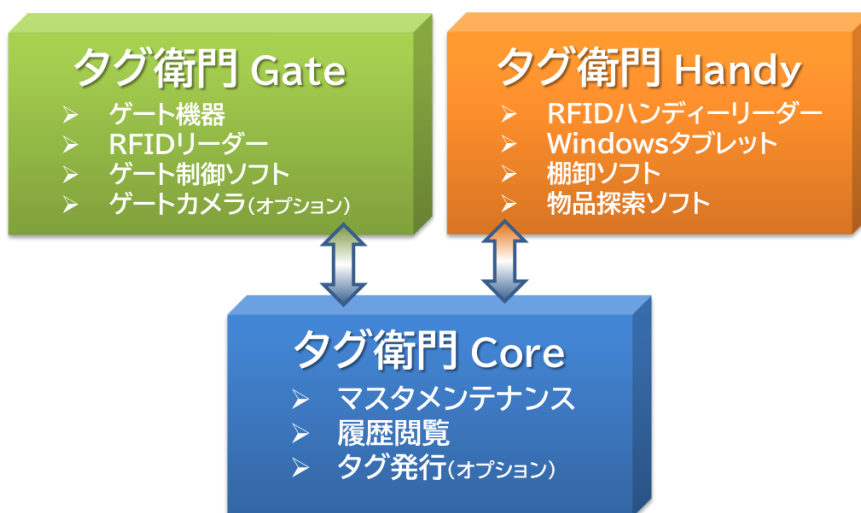 タグ衛門 Gate
➢ ゲート機器
➢ RFIDリーダー
➢ ゲート制御ソフト
➢ ゲートカメラ(オプション)
タグ衛門 Handy
➢ RFIDハンディーリーダー
➢ Windowsタブレット
➢ 棚卸ソフト
➢ 物品探索ソフト
タグ衛門 Core
➢ マスタメンテナンス
➢ 履歴閲覧
➢ タグ発行(オプション)